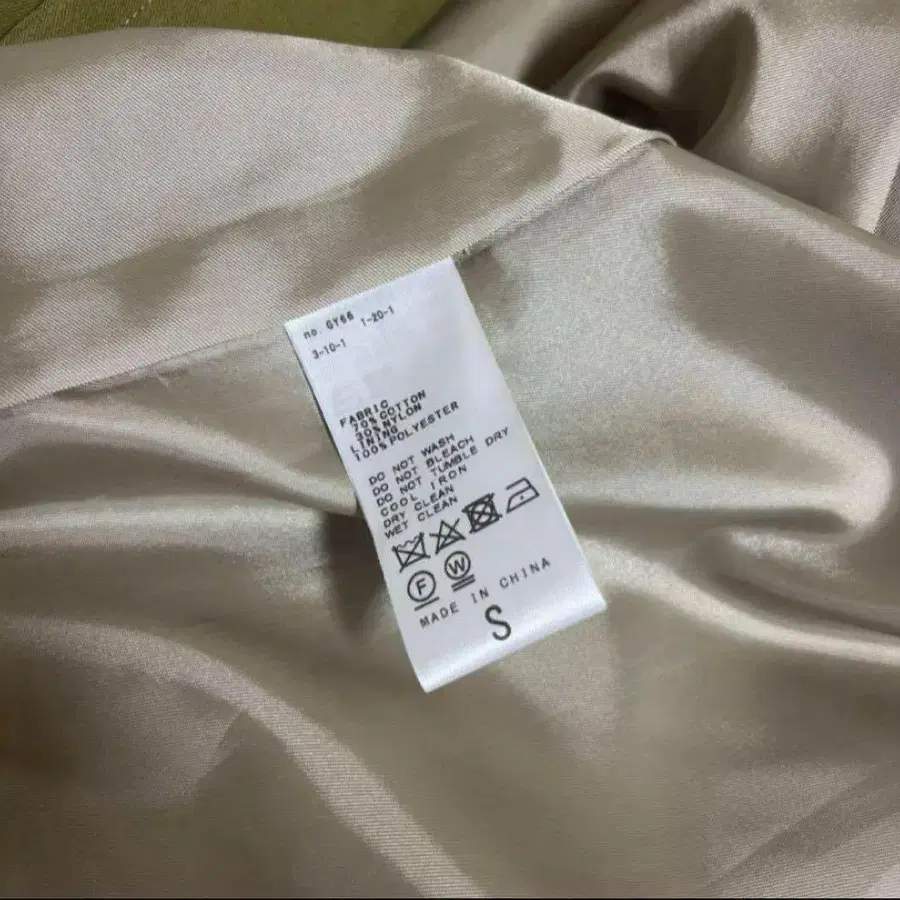 no. GY66 1-20-1
3-10-1
FABRIC
70% COTTON
30% NYLON
LINING
100% POLYESTER
DO NOT WASH
DO NOT BLEACH
DO NOT TUMBLE DRY
COOL IRON
DRY CLEAN
WET CLEAN
F W
MADE IN CHINA
S